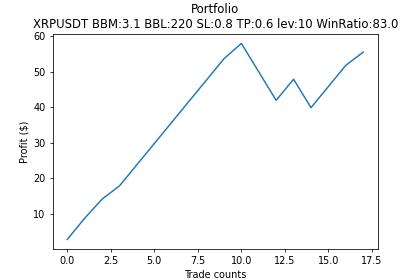 Portfolio
XRPUSDT BBM:3.1 BBL:220 SL:0.8 TP:0.6 lev:10 WinRatio:83.0
60
50
40
30
20
10
Profit ($)
0.0 2.5 5.0 7.5 10.0 12.5 15.0 17.5
Trade counts